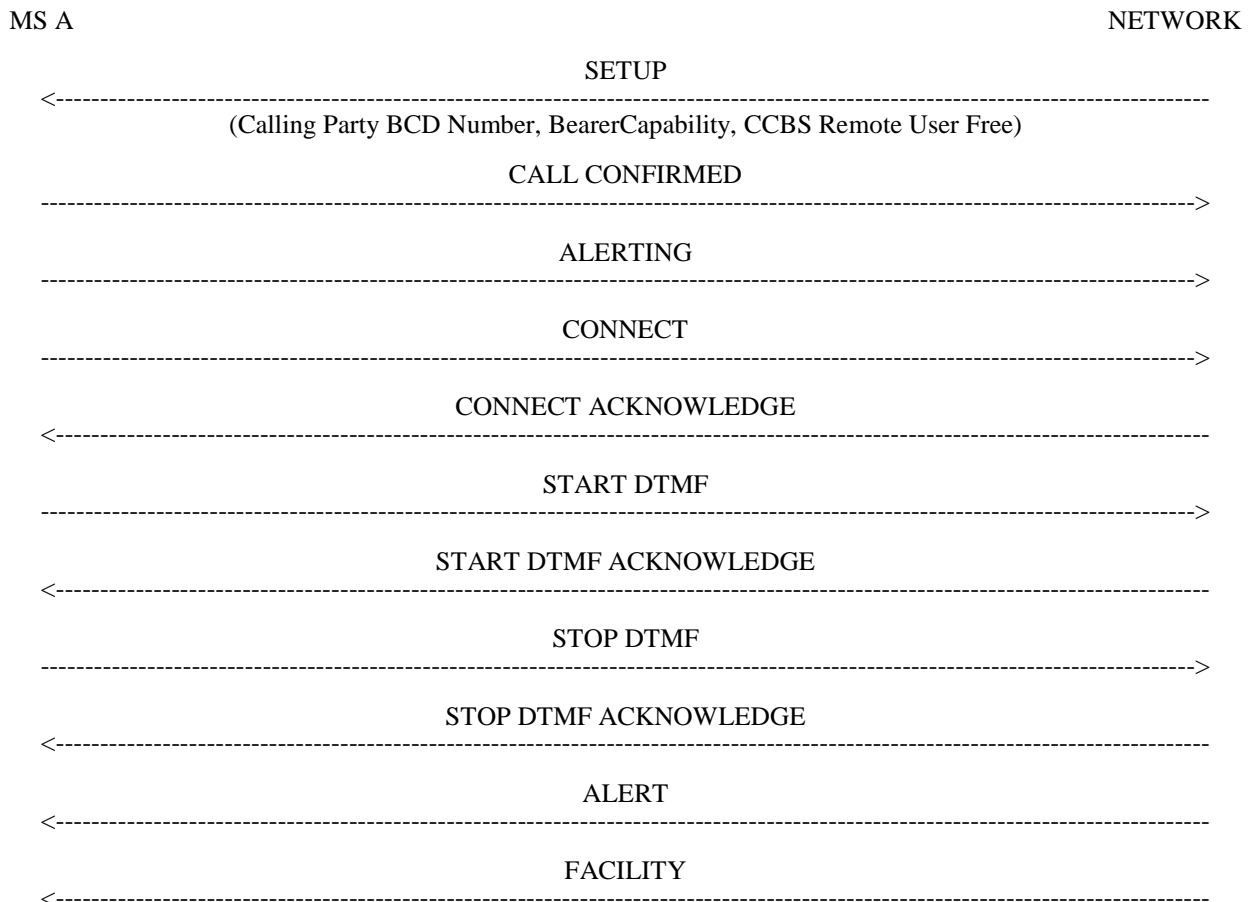 MS A NETWORK
SETUP
<------------------------------------------------------------------------------------------------------------------------------------
(Calling Party BCD Number, BearerCapability, CCBS Remote User Free)
CALL CONFIRMED
------------------------------------------------------------------------------------------------------------------------------------>
ALERTING
------------------------------------------------------------------------------------------------------------------------------------>
CONNECT
------------------------------------------------------------------------------------------------------------------------------------>
CONNECT ACKNOWLEDGE
<------------------------------------------------------------------------------------------------------------------------------------
START DTMF
------------------------------------------------------------------------------------------------------------------------------------>
START DTMF ACKNOWLEDGE
<------------------------------------------------------------------------------------------------------------------------------------
STOP DTMF
------------------------------------------------------------------------------------------------------------------------------------>
STOP DTMF ACKNOWLEDGE
<------------------------------------------------------------------------------------------------------------------------------------
ALERT
<------------------------------------------------------------------------------------------------------------------------------------
FACILITY
<------------------------------------------------------------------------------------------------------------------------------------